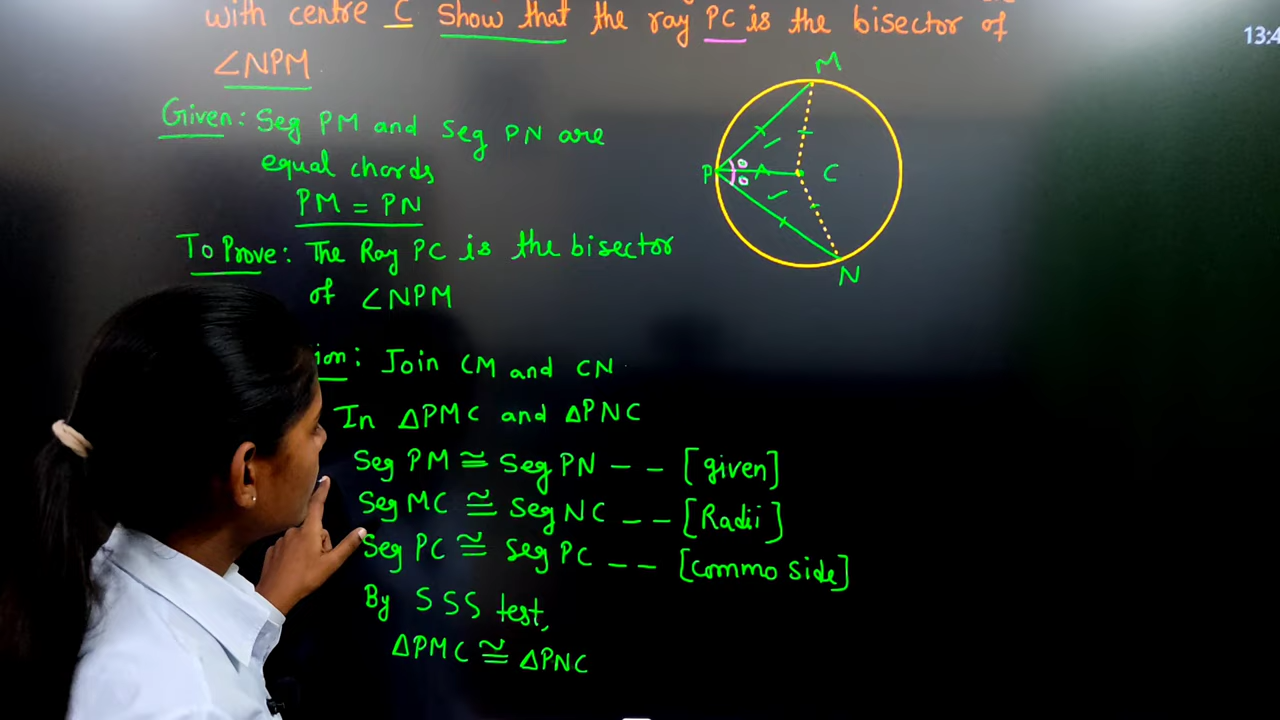 with centre C Show that the ray PC is the bisector of
∠NPM.
13:4
Given: Seg PM and Seg PN are
equal chords
PM = PN
To Prove: The Ray PC is the bisector
of ∠NPM
M
P
C
N
ion: Join CM and CN.
In ΔPMC and ΔPNC
Seg PM ≅ Seg PN - - [given]
Seg MC ≅ Seg NC - - [Radii]
Seg PC ≅ Seg PC - - [commo side]
By SSS test,
ΔPMC ≅ ΔPNC